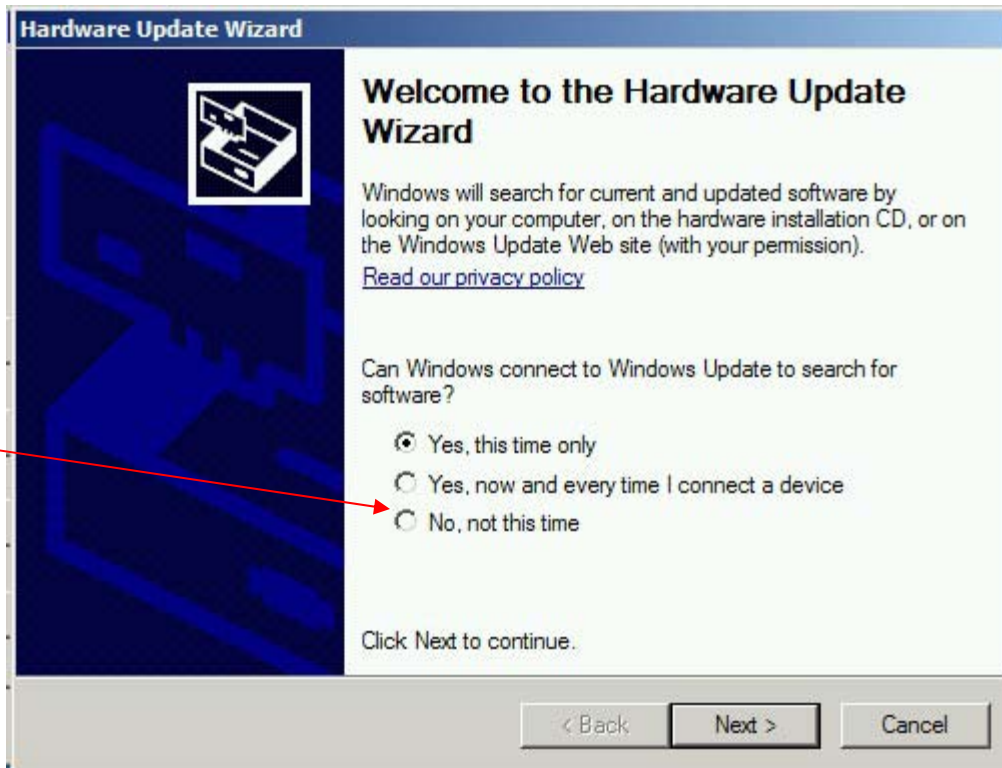 Hardware Update Wizard
Welcome to the Hardware Update
Wizard
Windows will search for current and updated software by
looking on your computer, on the hardware installation CD, or on
the Windows Update Web site (with your permission).
Read our privacy policy
Can Windows connect to Windows Update to search for
software?
Yes, this time only
Yes, now and every time I connect a device
No, not this time
Click Next to continue.
< Back Next > Cancel